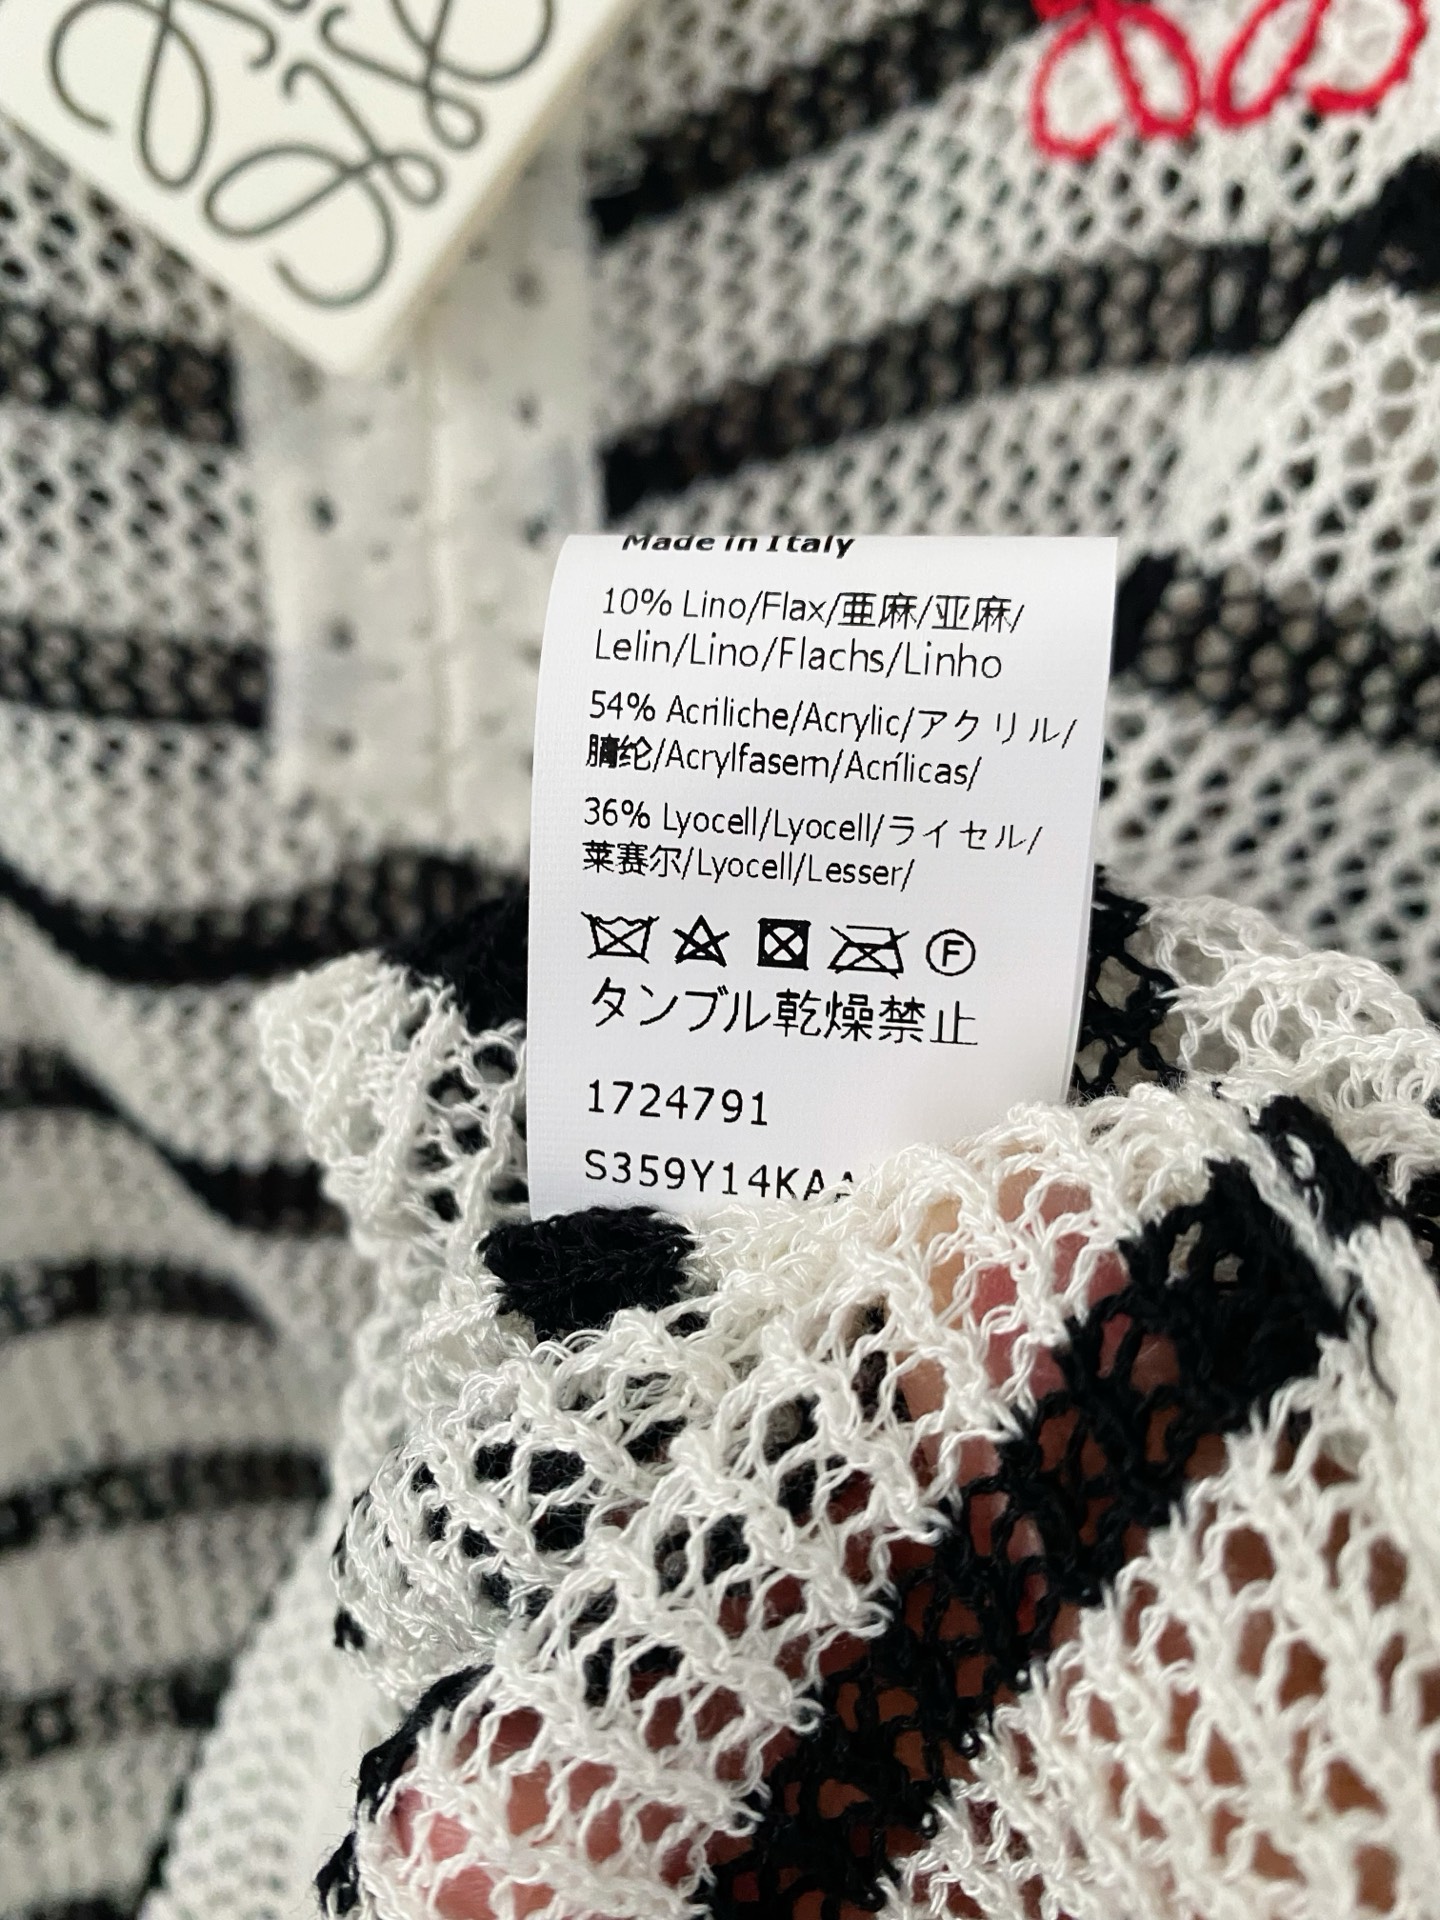 Made in Italy
10% Lino/Flax/亜麻/亚麻/
Lelin/Lino/Flachs/Linho
54% Acriliche/Acrylic/アクリル/
腈纶/Acrylfasem/Acrílicas/
36% Lyocell/Lyocell/ライセル/
莱赛尔/Lyocell/Lesser/
F
タンブル乾燥禁止
1724791
S359Y14KAA